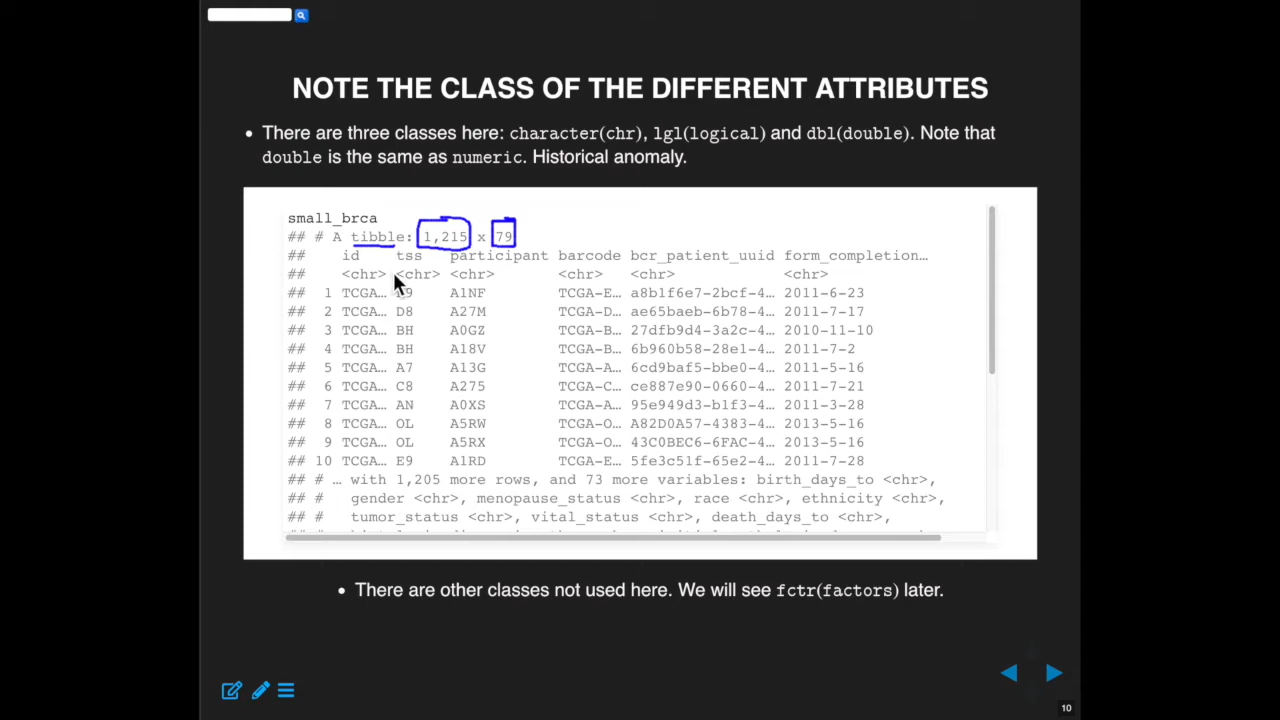 NOTE THE CLASS OF THE DIFFERENT ATTRIBUTES
• There are three classes here: character(chr), lgl(logical) and dbl(double). Note that
double is the same as numeric. Historical anomaly.
small_brca
## # A tibble: 1,215 x 79
## id tss participant barcode bcr_patient_uuid form_completion…
## <chr> <chr> <chr> <chr> <chr> <chr>
## 1 TCGA… A1NF TCGA-E… a8b1f6e7-2bcf-4… 2011-6-23
## 2 TCGA… D8 A27M TCGA-D… ae65baeb-6b78-4… 2011-7-17
## 3 TCGA… BH A0GZ TCGA-B… 27dfb9d4-3a2c-4… 2010-11-10
## 4 TCGA… BH A18V TCGA-B… 6b960b58-28e1-4… 2011-7-2
## 5 TCGA… A7 A13G TCGA-A… 6cd9baf5-bbe0-4… 2011-5-16
## 6 TCGA… C8 A275 TCGA-C… ce887e90-0660-4… 2011-7-21
## 7 TCGA… AN A0XS TCGA-A… 95e949d3-b1f3-4… 2011-3-28
## 8 TCGA… OL A5RW TCGA-O… A82D0A57-4383-4… 2013-5-16
## 9 TCGA… OL A5RX TCGA-O… 43C0BEC6-6FAC-4… 2013-5-16
## 10 TCGA… E9 A1RD TCGA-E… 5fe3c51f-65e2-4… 2011-7-28
## # … with 1,205 more rows, and 73 more variables: birth_days_to <chr>,
## # gender <chr>, menopause_status <chr>, race <chr>, ethnicity <chr>,
## # tumor_status <chr>, vital_status <chr>, death_days_to <chr>,
• There are other classes not used here. We will see fctr(factors) later.
10